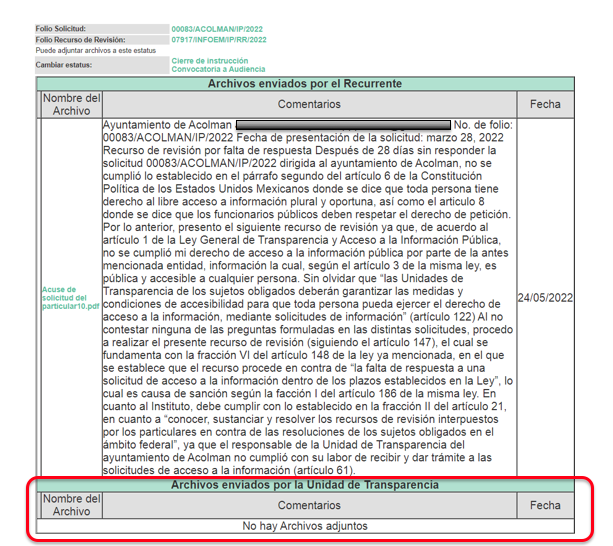 Folio Solicitud: 00083/ACOLMAN/IP/2022
Folio Recurso de Revisión: 07917/INFOEM/IP/RR/2022
Puede adjuntar archivos a este estatus
Cambiar estatus: Cierre de instrucción
Convocatoria a Audiencia
Archivos enviados por el Recurrente
Nombre del Archivo Comentarios Fecha
Acuse de
solicitud del
particular10.pdf
Ayuntamiento de Acolman No. de folio:
00083/ACOLMAN/IP/2022 Fecha de presentación de la solicitud: marzo 28, 2022
Recurso de revisión por falta de respuesta Después de 28 días sin responder la
solicitud 00083/ACOLMAN/IP/2022 dirigida al ayuntamiento de Acolman, no se
cumplió lo establecido en el párrafo segundo del artículo 6 de la Constitución
Política de los Estados Unidos Mexicanos donde se dice que toda persona tiene
derecho al libre acceso a información plural y oportuna, así como el articulo 8
donde se dice que los funcionarios públicos deben respetar el derecho de petición.
Por lo anterior, presento el siguiente recurso de revisión ya que, de acuerdo al
artículo 1 de la Ley General de Transparencia y Acceso a la Información Pública,
no se cumplió mi derecho de acceso a la información pública por parte de la antes
mencionada entidad, información la cual, según el artículo 3 de la misma ley, es
pública y accesible a cualquier persona. Sin olvidar que “las Unidades de
Transparencia de los sujetos obligados deberán garantizar las medidas y
condiciones de accesibilidad para que toda persona pueda ejercer el derecho de
acceso a la información, mediante solicitudes de información” (artículo 122) Al no
contestar ninguna de las preguntas formuladas en las distintas solicitudes, procedo
a realizar el presente recurso de revisión (siguiendo el artículo 147), el cual se
fundamenta con la fracción VI del artículo 148 de la ley ya mencionada, en el que
se establece que el recurso procede en contra de “la falta de respuesta a una
solicitud de acceso a la información dentro de los plazos establecidos en la Ley”, lo
cual es causa de sanción según la facción I del artículo 186 de la misma ley. En
cuanto al Instituto, debe cumplir con lo establecido en la fracción II del artículo 21,
en cuanto a “conocer, sustanciar y resolver los recursos de revisión interpuestos
por los particulares en contra de las resoluciones de los sujetos obligados en el
ámbito federal”, ya que el responsable de la Unidad de Transparencia del
ayuntamiento de Acolman no cumplió con su labor de recibir y dar trámite a las
solicitudes de acceso a la información (artículo 61).
24/05/2022
Archivos enviados por la Unidad de Transparencia
Nombre del Archivo Comentarios Fecha
No hay Archivos adjuntos